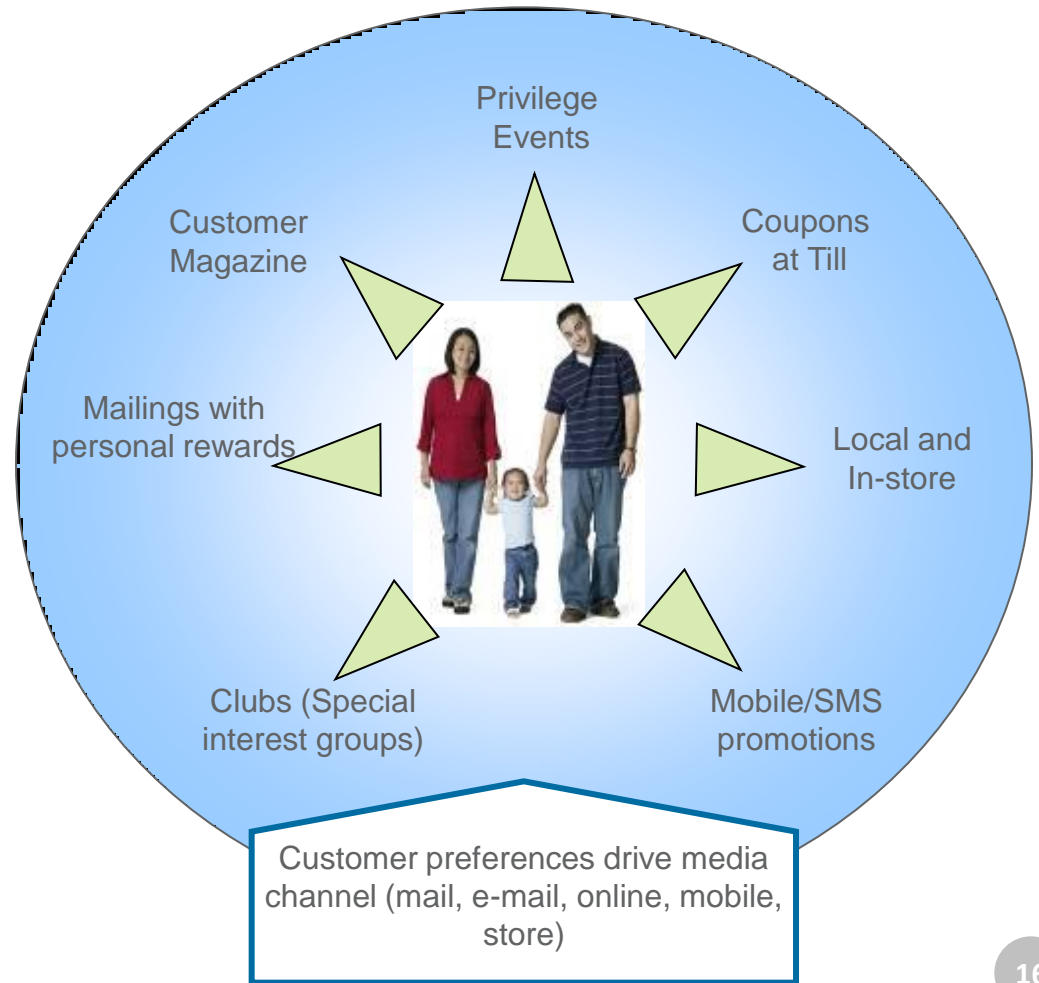 Privilege
Events
Customer
Magazine
Coupons
at Till
Mailings with
personal rewards
Local and
In-store
Clubs (Special
interest groups)
Mobile/SMS
promotions
Customer preferences drive media
channel (mail, e-mail, online, mobile,
store)
16